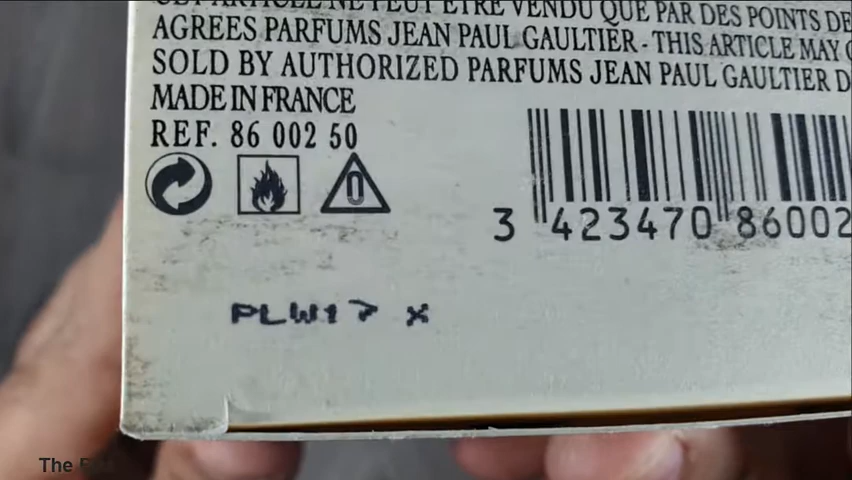 CET ARTICLE NE PEUT ETRE VENDU QUE PAR DES POINTS DE
AGREES PARFUMS JEAN PAUL GAULTIER - THIS ARTICLE MAY
SOLD BY AUTHORIZED PARFUMS JEAN PAUL GAULTIER D
MADE IN FRANCE
REF. 86 002 50
3 423470 86002
PLW17 X
The